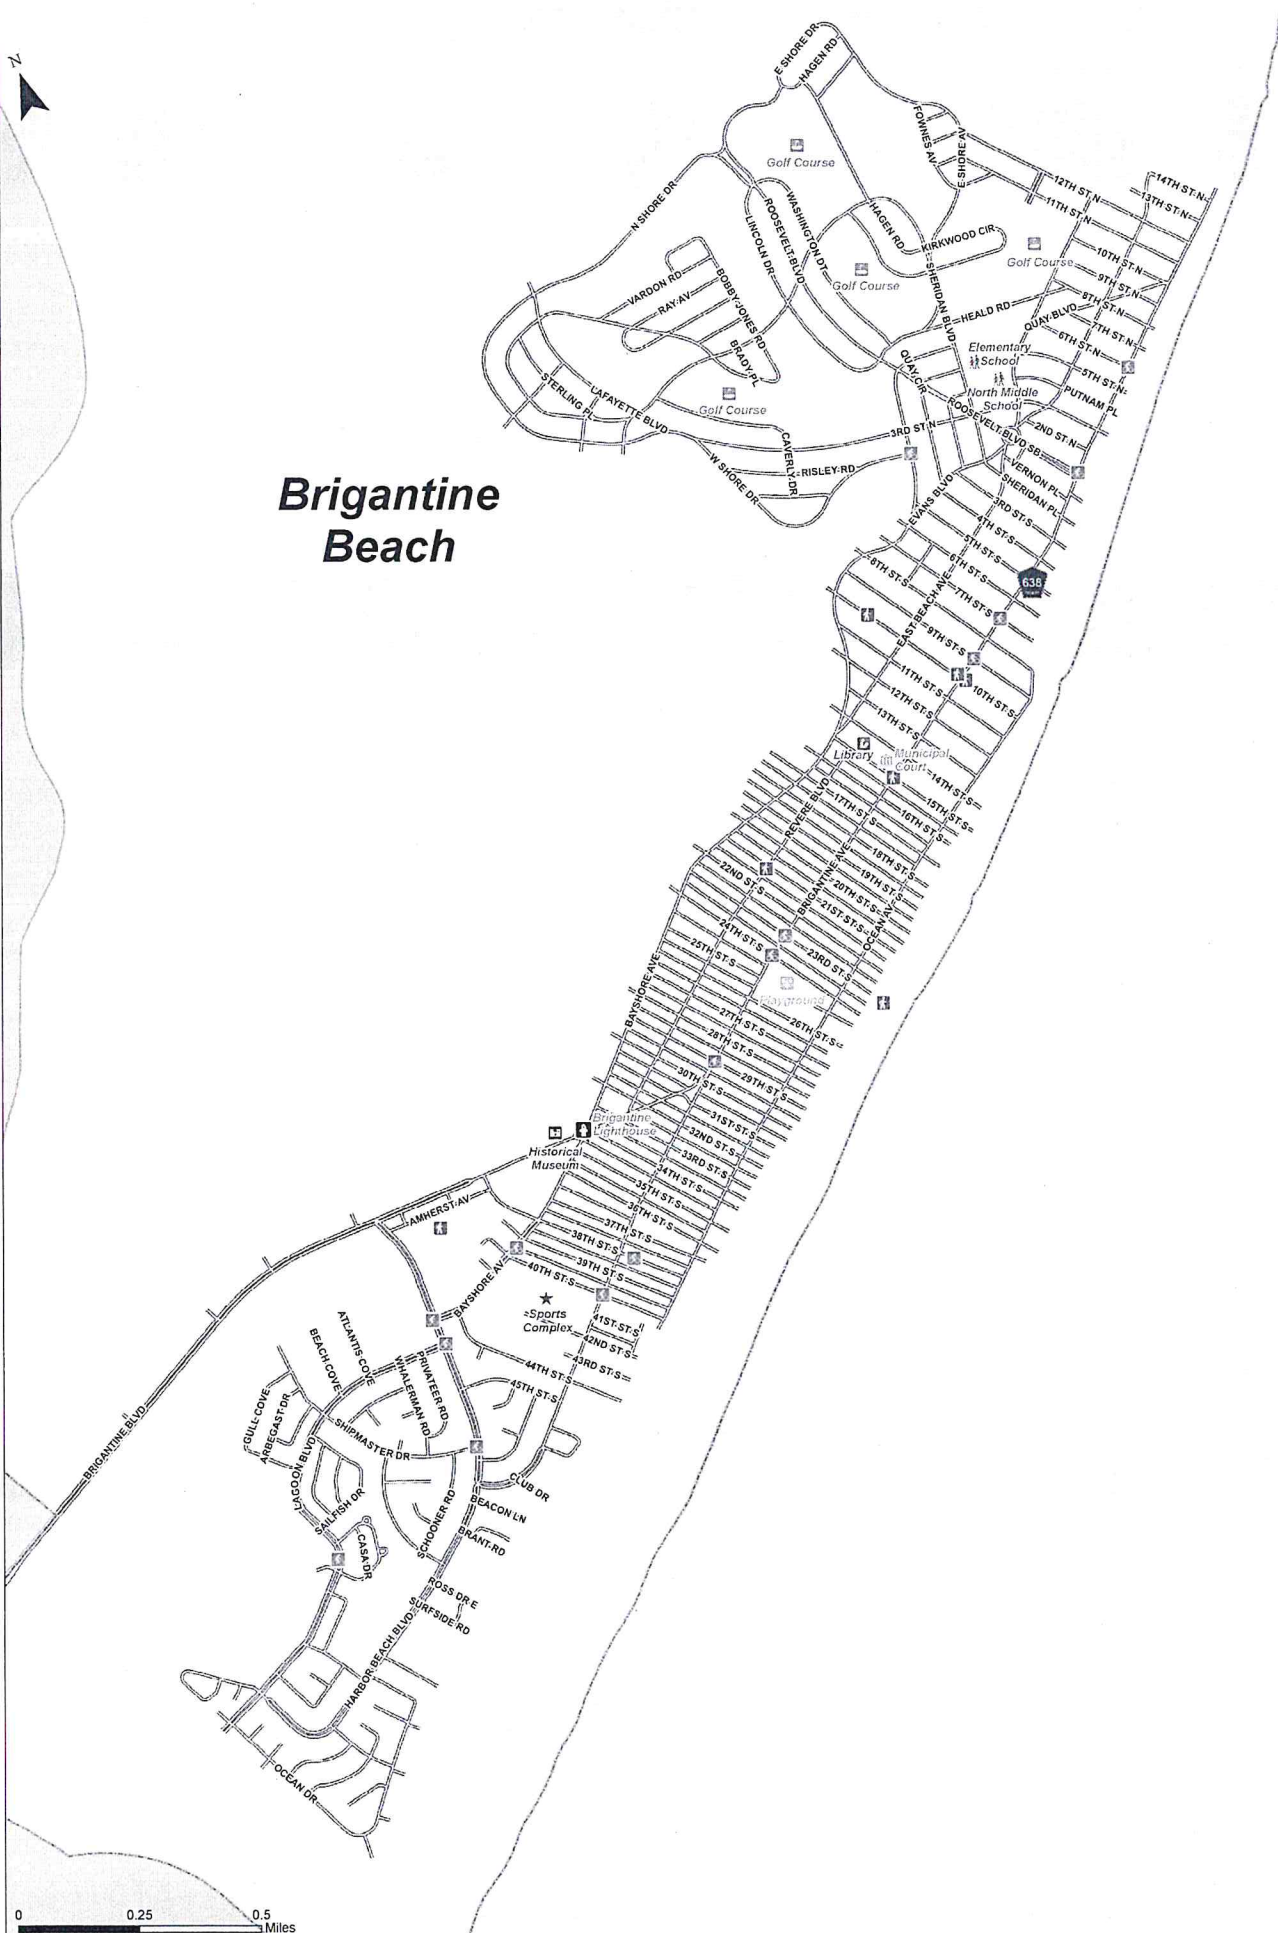 N
E SHORE DR
HAGEN RD
FOWNES AV
E SHORE AV
Golf Course
12TH ST N
14TH ST N
13TH ST N
11TH ST N
N SHORE DR
WASHINGTON DT
ROOSEVELT BLVD
LINCOLN DR
HAGEN RD
KIRKWOOD CIR
Golf Course
10TH ST N
9TH ST N
8TH ST N
VARDON RD
RAY AV
BOBBY JONES RD
BRADY PL
Golf Course
SHERIDAN BLVD
HEALD RD
QUAY BLVD
7TH ST N
6TH ST N
5TH ST N
Elementary
School
North Middle
School
PUTNAM PL
QUAY CIR
STERLING PL
LAFAYETTE BLVD
Golf Course
3RD ST N
ROOSEVELT BLVD SB
2ND ST N
VERNON PL
SHERIDAN PL
CAVERLY DR
RISLEY RD
W SHORE DR
Brigantine
Beach
EVANS BLVD
3RD ST S
4TH ST S
5TH ST S
6TH ST S
638
8TH ST S
7TH ST S
EAST BEACH AVE
9TH ST S
11TH ST S
10TH ST S
12TH ST S
13TH ST S
Library
Municipal
Court
14TH ST S
15TH ST S
REVERE BLVD
17TH ST S
16TH ST S
18TH ST S
19TH ST S
20TH ST S
21ST ST S
22ND ST S
BRIGANTINE AVE
OCEAN AV
24TH ST S
25TH ST S
23RD ST S
Playground
BAYSHORE AVE
26TH ST S
27TH ST S
28TH ST S
30TH ST S
29TH ST S
Brigantine
Lighthouse
31ST ST S
32ND ST S
33RD ST S
34TH ST S
Historical
Museum
35TH ST S
36TH ST S
37TH ST S
38TH ST S
39TH ST S
40TH ST S
AMHERST AV
BAYSHORE AV
Sports
Complex
41ST ST S
42ND ST S
43RD ST S
44TH ST S
45TH ST S
ATLANTIS COVE
BEACH COVE
PRIVATEER RD
WHALERMAN RD
GULL COVE
ARBEGAST DR
SHIPMASTER DR
LAGOON BLVD
BRIGANTINE BLVD
SAILFISH DR
CASA DR
SCHOONER RD
CLUB DR
BEACON LN
BRANT RD
ROSS DR E
SURFSIDE RD
HARBOR BEACH BLVD
OCEAN DR
0 0.25 0.5
Miles